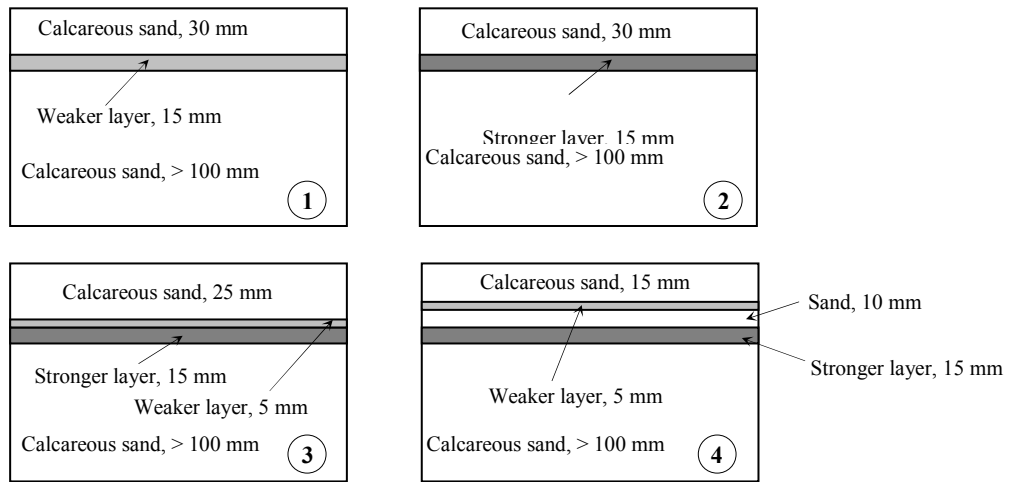 Calcareous sand, 30 mm
Weaker layer, 15 mm
Calcareous sand, > 100 mm
1
Calcareous sand, 30 mm
Stronger layer, 15 mm
Calcareous sand, > 100 mm
2
Calcareous sand, 25 mm
Stronger layer, 15 mm
Weaker layer, 5 mm
Calcareous sand, > 100 mm
3
Calcareous sand, 15 mm
Sand, 10 mm
Stronger layer, 15 mm
Weaker layer, 5 mm
Calcareous sand, > 100 mm
4